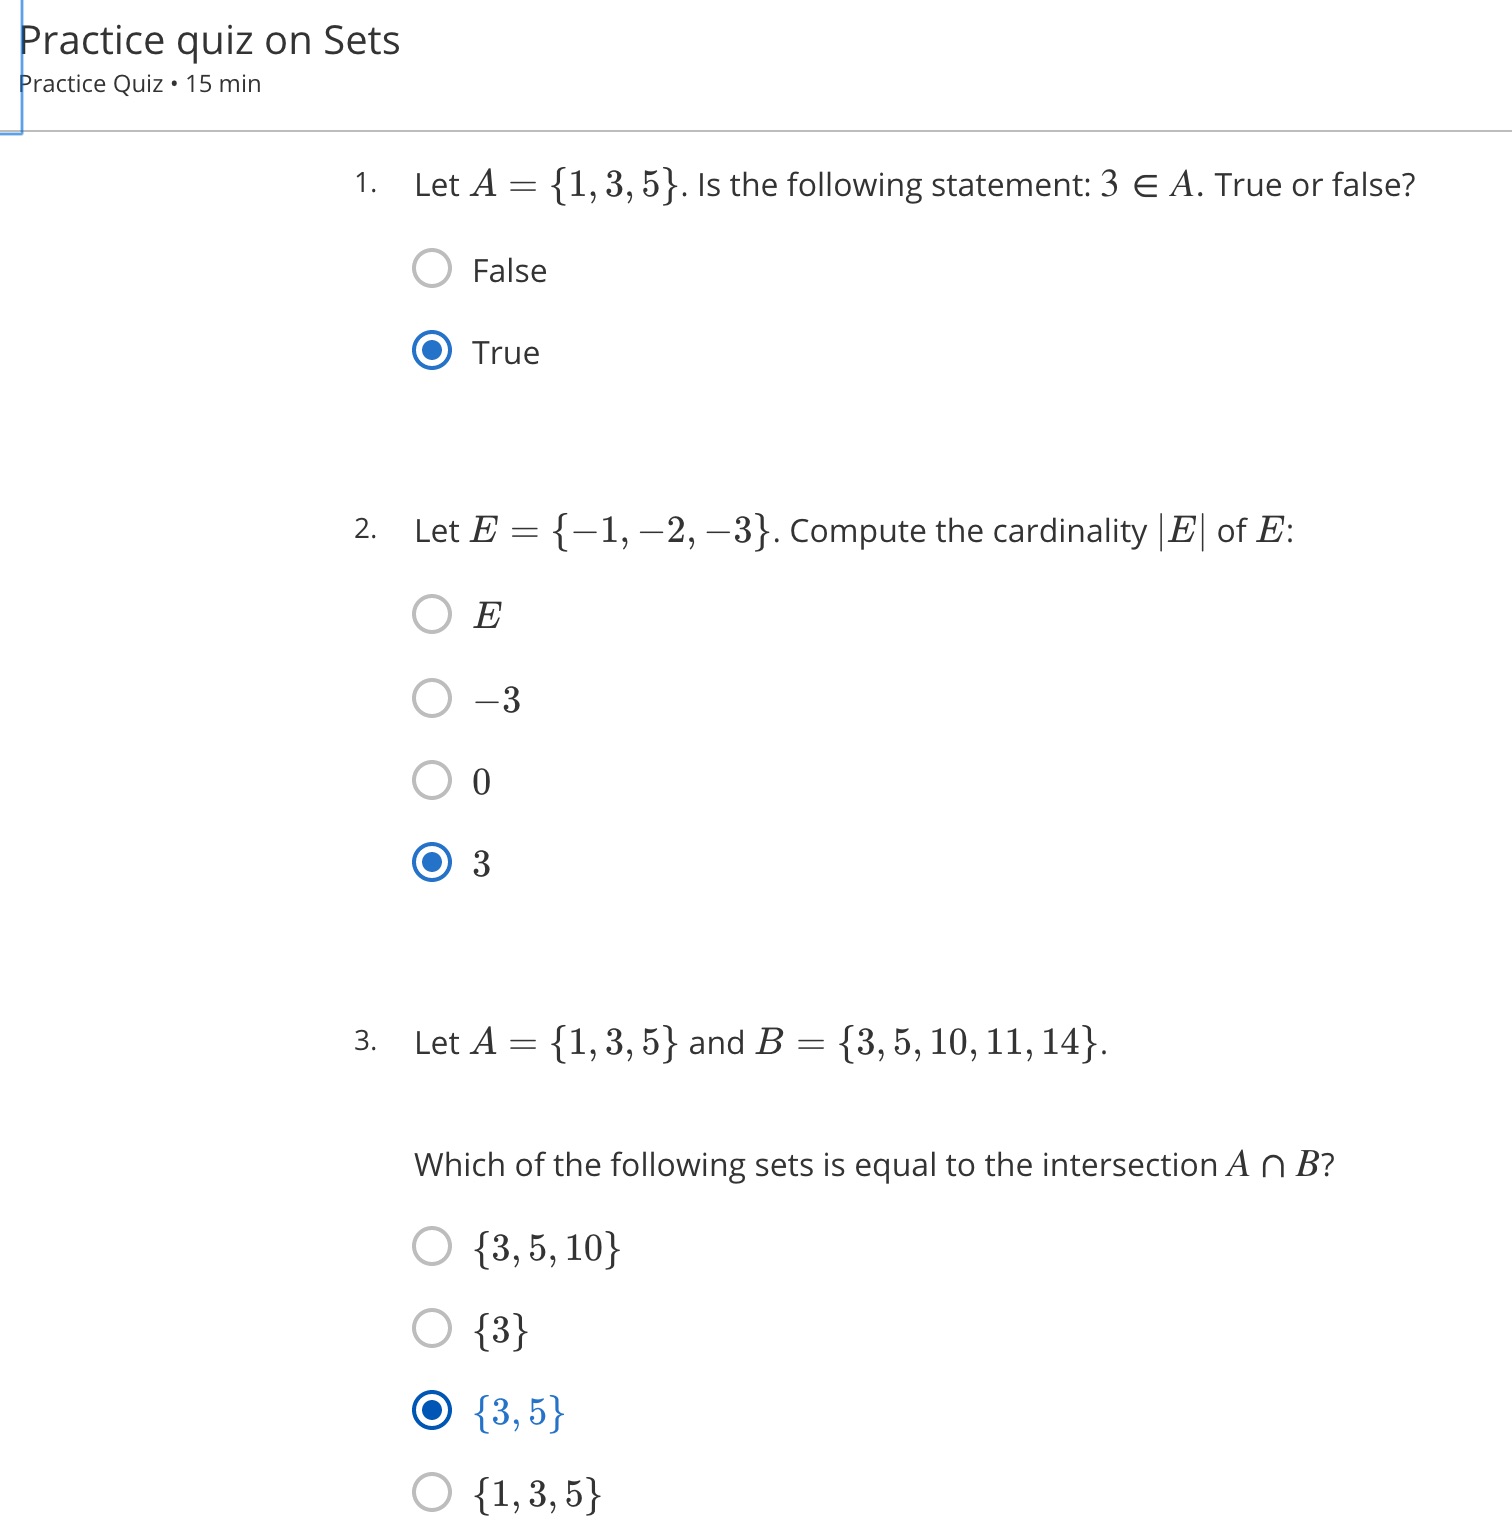 Practice quiz on Sets
Practice Quiz • 15 min
1. Let A = {1, 3, 5}. Is the following statement: 3 ∈ A. True or false?
False
True
2. Let E = {−1, −2, −3}. Compute the cardinality |E| of E:
E
−3
0
3
3. Let A = {1, 3, 5} and B = {3, 5, 10, 11, 14}.
Which of the following sets is equal to the intersection A ∩ B?
{3, 5, 10}
{3}
{3, 5}
{1, 3, 5}